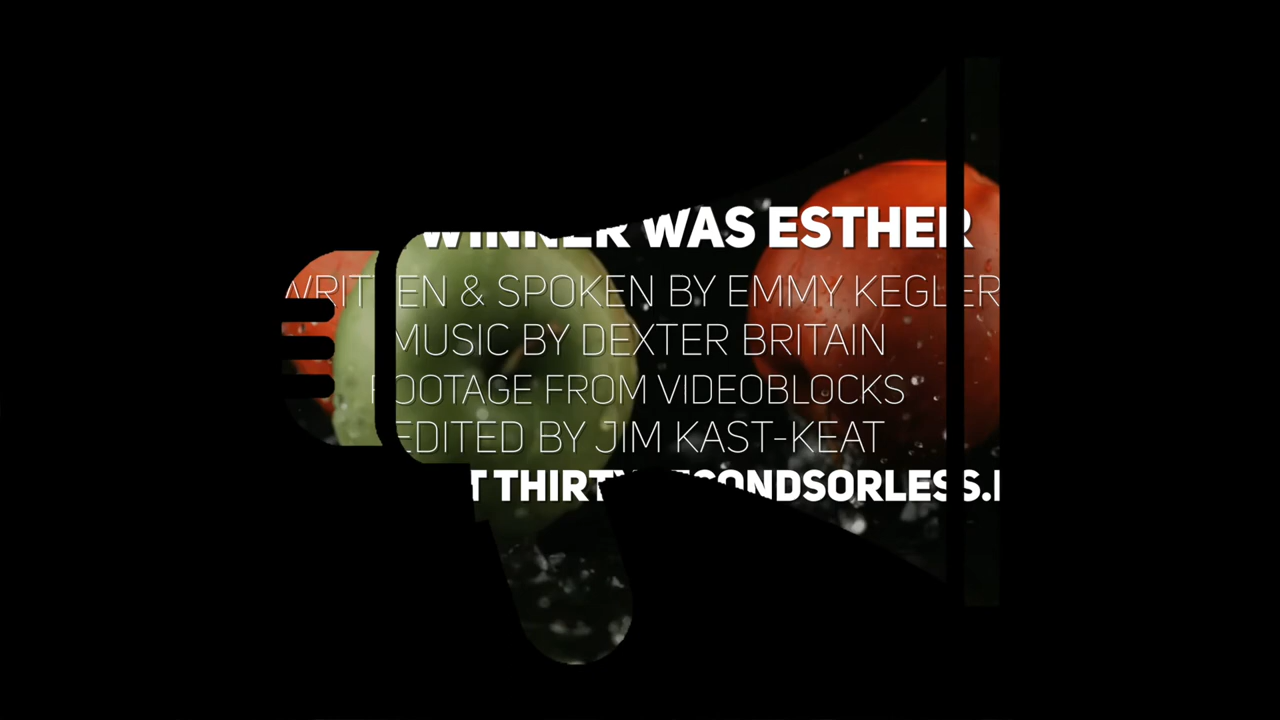 WINNER WAS ESTHER
WRITTEN & SPOKEN BY EMMY KEGLER
MUSIC BY DEXTER BRITAIN
FOOTAGE FROM VIDEOBLOCKS
EDITED BY JIM KAST-KEAT
THIRTYSECONDSORLESS.